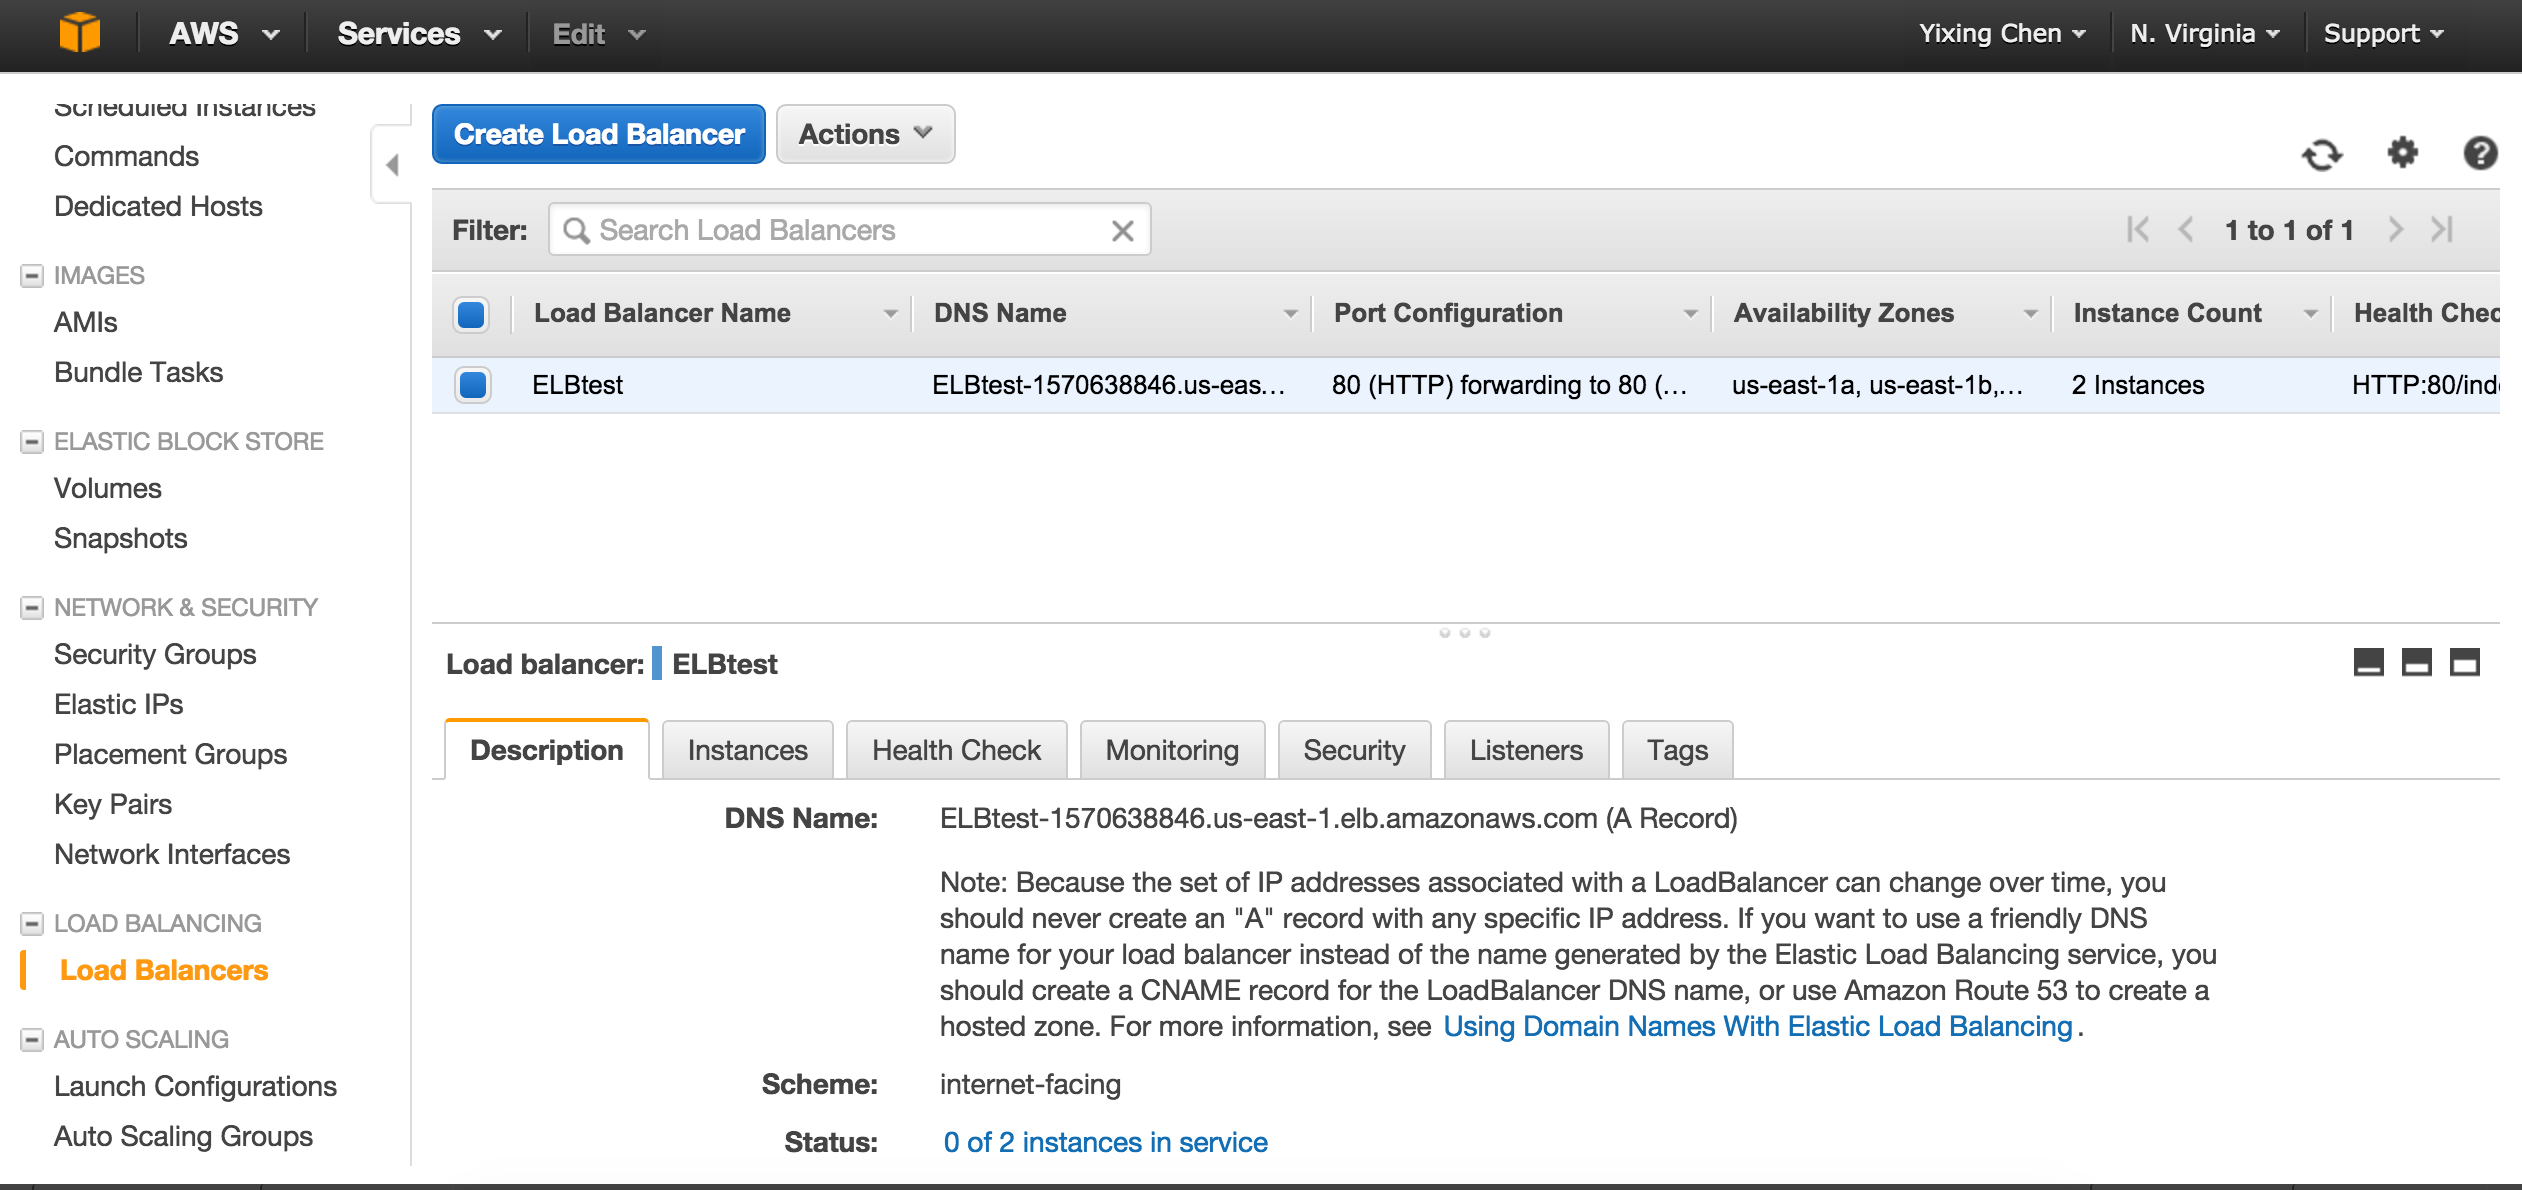 AWS Services Edit Yixing Chen N. Virginia Support
Scheduled Instances
Commands
Dedicated Hosts
IMAGES
AMIs
Bundle Tasks
ELASTIC BLOCK STORE
Volumes
Snapshots
NETWORK & SECURITY
Security Groups
Elastic IPs
Placement Groups
Key Pairs
Network Interfaces
LOAD BALANCING
Load Balancers
AUTO SCALING
Launch Configurations
Auto Scaling Groups
Create Load Balancer Actions
Filter: Search Load Balancers 1 to 1 of 1
Load Balancer Name DNS Name Port Configuration Availability Zones Instance Count Health Chec
ELBtest ELBtest-1570638846.us-eas... 80 (HTTP) forwarding to 80 (... us-east-1a, us-east-1b,... 2 Instances HTTP:80/ind
Load balancer: ELBtest
Description Instances Health Check Monitoring Security Listeners Tags
DNS Name: ELBtest-1570638846.us-east-1.elb.amazonaws.com (A Record)
Note: Because the set of IP addresses associated with a LoadBalancer can change over time, you
should never create an "A" record with any specific IP address. If you want to use a friendly DNS
name for your load balancer instead of the name generated by the Elastic Load Balancing service, you
should create a CNAME record for the LoadBalancer DNS name, or use Amazon Route 53 to create a
hosted zone. For more information, see Using Domain Names With Elastic Load Balancing.
Scheme: internet-facing
Status: 0 of 2 instances in service